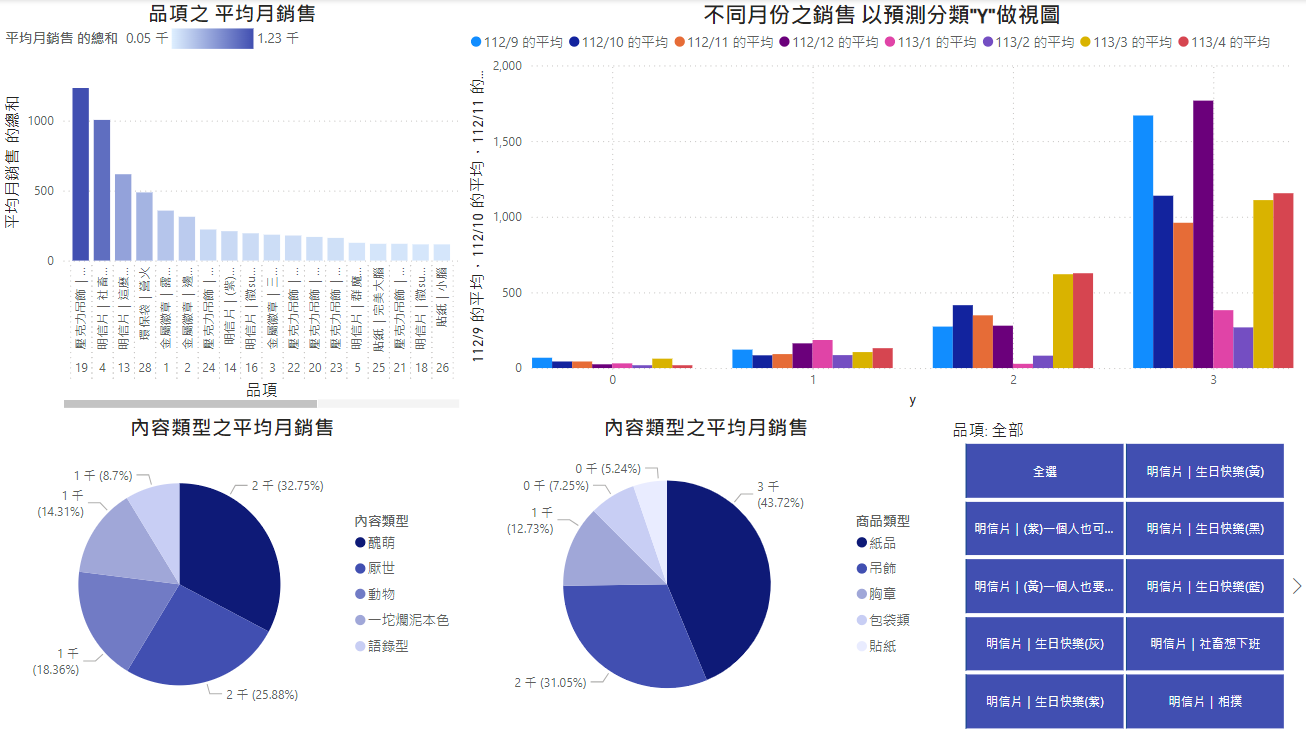 品項之 平均月銷售
平均月銷售 的總和 0.05 千 1.23 千
平均月銷售 的總和
1000
500
0
壓克力吊飾 | ...
明信片 | 社畜...
明信片 | 這麼...
環保袋 | 營火
金屬徽章 | 露...
金屬徽章 | 邊...
壓克力吊飾 | ...
明信片 | (紫)...
明信片 | 微su...
金屬徽章 | 三...
壓克力吊飾 | ...
壓克力吊飾 | ...
壓克力吊飾 | ...
明信片 | 群魔...
貼紙 | 完美大腦
壓克力吊飾 | ...
明信片 | 微su...
貼紙 | 小腦
19 4 13 28 1 2 24 14 16 3 22 20 23 5 25 21 18 26
品項
不同月份之銷售 以預測分類"Y"做視圖
112/9 的平均 112/10 的平均 112/11 的平均 112/12 的平均 113/1 的平均 113/2 的平均 113/3 的平均 113/4 的平均
112/9 的平均、112/10 的平均、112/11 的...
2,000
1,500
1,000
500
0
0 1 2 3
y
內容類型之平均月銷售
2 千 (32.75%)
2 千 (25.88%)
1 千
(18.36%)
1 千
(14.31%)
1 千 (8.7%)
內容類型
醜萌
厭世
動物
一坨爛泥本色
語錄型
內容類型之平均月銷售
3 千
(43.72%)
2 千 (31.05%)
1 千
(12.73%)
0 千 (7.25%)
0 千 (5.24%)
商品類型
紙品
吊飾
胸章
包袋類
貼紙
品項: 全部
全選
明信片 | 生日快樂(黃)
明信片 | (紫)一個人也可...
明信片 | 生日快樂(黑)
明信片 | (黃)一個人也要...
明信片 | 生日快樂(藍)
明信片 | 生日快樂(灰)
明信片 | 社畜想下班
明信片 | 生日快樂(紫)
明信片 | 相撲